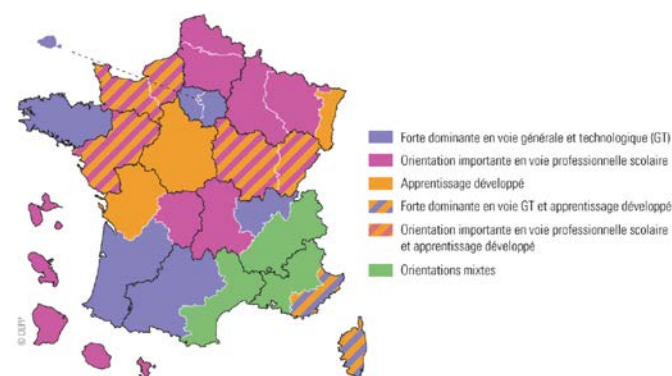 Forte dominante en voie générale et technologique (GT)
Orientation importante en voie professionnelle scolaire
Apprentissage développé
Forte dominante en voie GT et apprentissage développé
Orientation importante en voie professionnelle scolaire
et apprentissage développé
Orientations mixtes
© DEPP